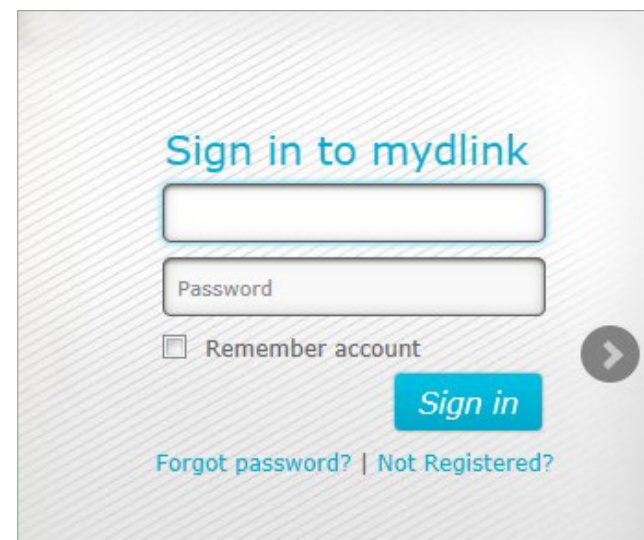 Sign in to mydlink
Password
Remember account
Sign in
Forgot password? | Not Registered?